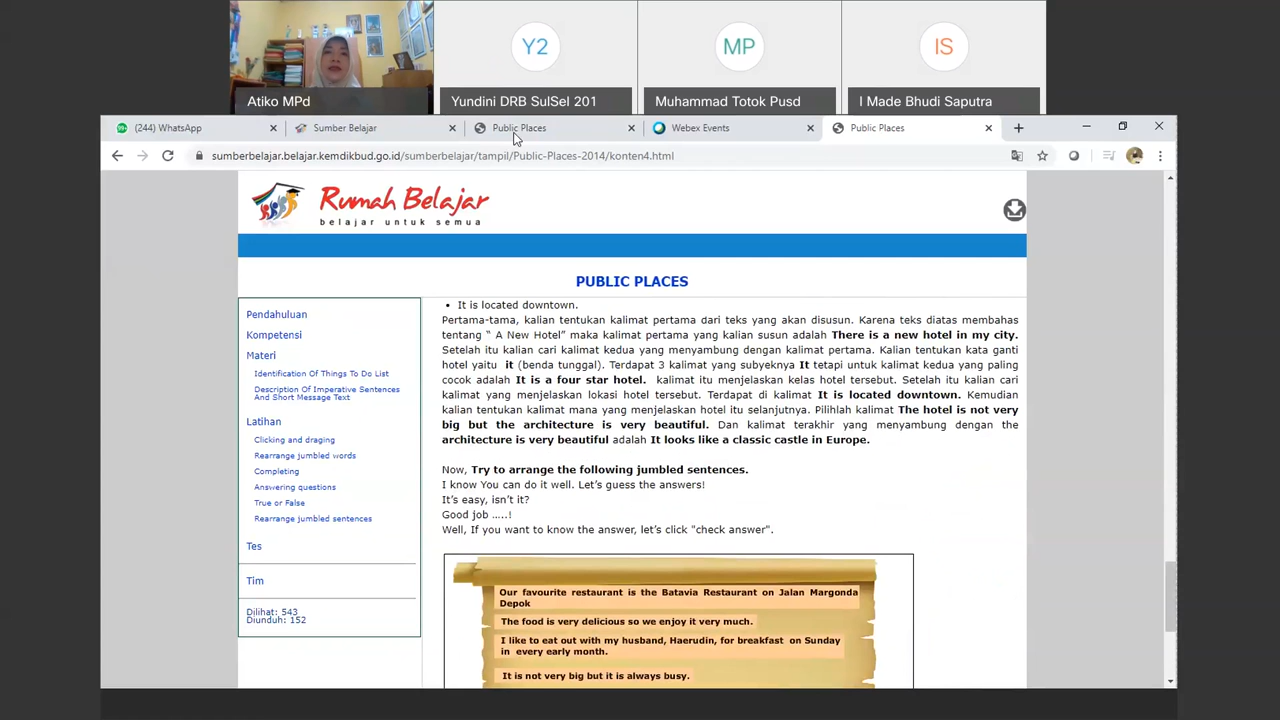 Y2
MP
IS
Atiko MPd
Yundini DRB SulSel 201
Muhammad Totok Pusd
I Made Bhudi Saputra
(244) WhatsApp
Sumber Belajar
Public Places
Webex Events
Public Places
sumberbelajar.belajar.kemdikbud.go.id/sumberbelajar/tampil/Public-Places-2014/konten4.html
Rumah Belajar
belajar untuk semua
PUBLIC PLACES
Pendahuluan
Kompetensi
Materi
Identification Of Things To Do List
Description Of Imperative Sentences
And Short Message Text
Latihan
Clicking and draging
Rearrange jumbled words
Completing
Answering questions
True or False
Rearrange jumbled sentences
Tes
Tim
Dilihat: 543
Diunduh: 152
• It is located downtown.
Pertama-tama, kalian tentukan kalimat pertama dari teks yang akan disusun. Karena teks diatas membahas
tentang “ A New Hotel” maka kalimat pertama yang kalian susun adalah There is a new hotel in my city.
Setelah itu kalian cari kalimat kedua yang menyambung dengan kalimat pertama. Kalian tentukan kata ganti
hotel yaitu it (benda tunggal). Terdapat 3 kalimat yang subyeknya It tetapi untuk kalimat kedua yang paling
cocok adalah It is a four star hotel. kalimat itu menjelaskan kelas hotel tersebut. Setelah itu kalian cari
kalimat yang menjelaskan lokasi hotel tersebut. Terdapat di kalimat It is located downtown. Kemudian
kalian tentukan kalimat mana yang menjelaskan hotel itu selanjutnya. Pilihlah kalimat The hotel is not very
big but the architecture is very beautiful. Dan kalimat terakhir yang menyambung dengan the
architecture is very beautiful adalah It looks like a classic castle in Europe.
Now, Try to arrange the following jumbled sentences.
I know You can do it well. Let’s guess the answers!
It’s easy, isn’t it?
Good job …..!
Well, If you want to know the answer, let’s click "check answer".
Our favourite restaurant is the Batavia Restaurant on Jalan Margonda
Depok
The food is very delicious so we enjoy it very much.
I like to eat out with my husband, Haerudin, for breakfast on Sunday
in every early month.
It is not very big but it is always busy.